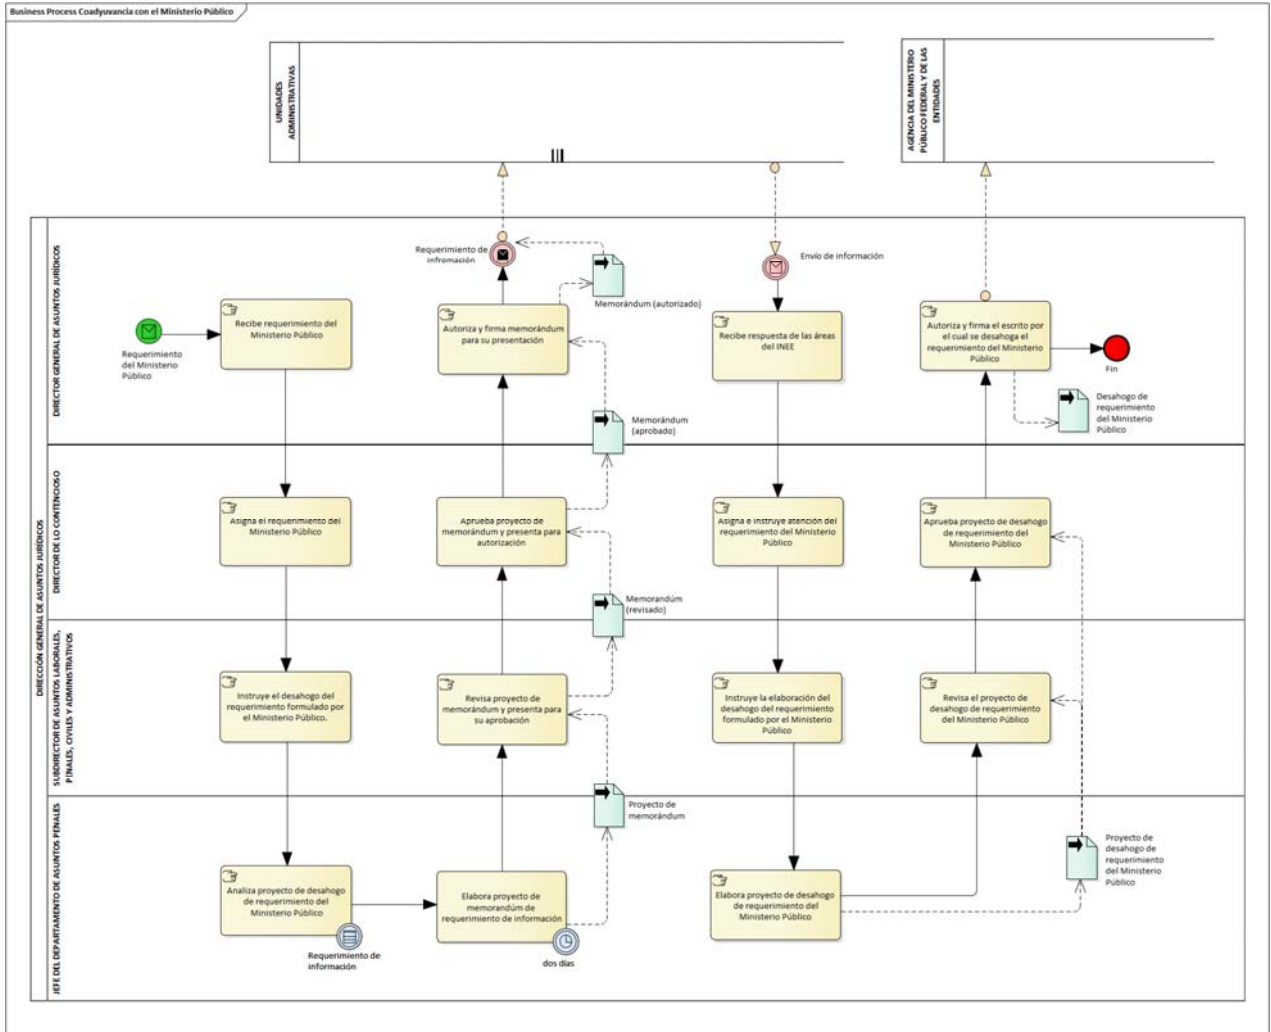 Business Process Coadyuvancia con el Ministerio Público
UNIDADES
ADMINISTRATIVAS
AGENCIA DEL MINISTERIO
PÚBLICO FEDERAL Y DE LAS
ENTIDADES
DIRECCIÓN GENERAL DE ASUNTOS JURÍDICOS
DIRECTOR GENERAL DE ASUNTOS JURÍDICOS
Requerimiento
del Ministerio
Público
Recibe requerimiento del
Ministerio Público
Requerimiento de
infromación
Memorándum (autorizado)
Autoriza y firma memorándum
para su presentación
Envío de información
Recibe respuesta de las áreas
del INEE
Autoriza y firma el escrito por
el cual se desahoga el
requerimiento del Ministerio
Público
Fin
Desahogo de
requerimiento
del Ministerio
Público
Memorándum
(aprobado)
DIRECTOR DE LO CONTENCIOSO
Asigna el requerimiento del
Ministerio Público
Aprueba proyecto de
memorándum y presenta para
autorización
Asigna e instruye atención del
requerimiento del Ministerio
Público
Aprueba proyecto de desahogo
de requerimiento del
Ministerio Público
Memorandúm
(revisado)
SUBDIRECTOR DE ASUNTOS LABORALES,
PENALES, CIVILES Y ADMINISTRATIVOS
Instruye el desahogo del
requerimiento formulado por
el Ministerio Público.
Revisa proyecto de
memorándum y presenta para
su aprobación
Instruye la elaboración del
desahogo del requerimiento
formulado por el Ministerio
Público
Revisa el proyecto de
desahogo de requerimiento
del Ministerio Público
Proyecto de
memorándum
JEFE DEL DEPARTAMENTO DE ASUNTOS PENALES
Analiza proyecto de desahogo
de requerimiento del
Ministerio Público
Requerimiento de
información
Elabora proyecto de
memorandúm de
requerimiento de información
dos días
Elabora proyecto de desahogo
de requerimiento del
Ministerio Público
Proyecto de
desahogo de
requerimiento
del Ministerio
Público